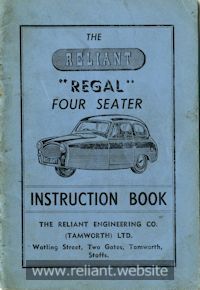 THE
RELIANT
"REGAL"
FOUR SEATER
INSTRUCTION BOOK
THE RELIANT ENGINEERING CO.
(TAMWORTH) LTD.
Watling Street, Two Gates, Tamworth,
Staffs.
www.reliant.website